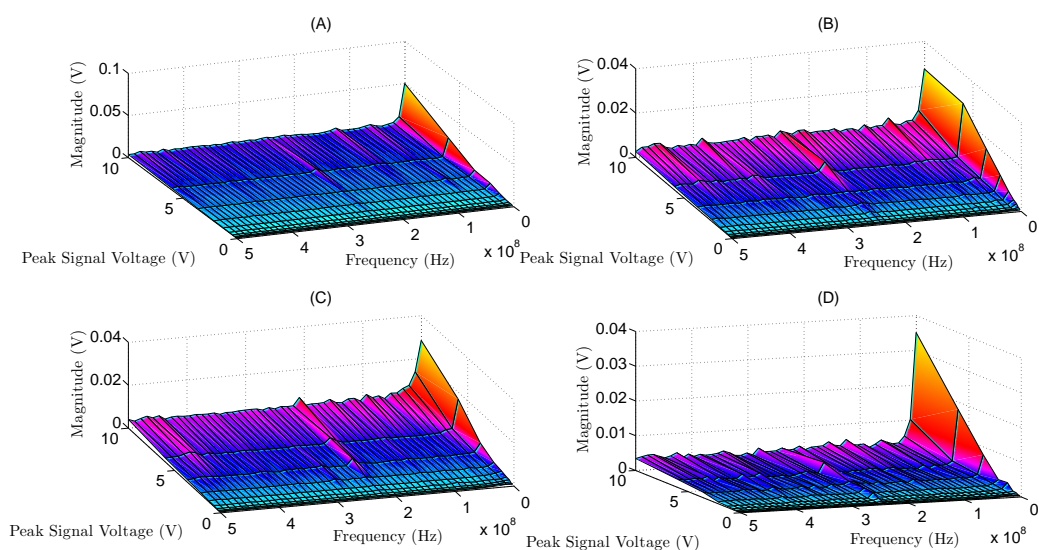 (A)
Magnitude (V)
0.1
0.05
0
10
5
0
Peak Signal Voltage (V)
5
4
3
2
1
0
x 10^8
Frequency (Hz)
(B)
Magnitude (V)
0.04
0.02
0
10
5
0
Peak Signal Voltage (V)
5
4
3
2
1
0
x 10^8
Frequency (Hz)
(C)
Magnitude (V)
0.04
0.02
0
10
5
0
Peak Signal Voltage (V)
5
4
3
2
1
0
x 10^8
Frequency (Hz)
(D)
Magnitude (V)
0.04
0.03
0.02
0.01
0
10
5
0
Peak Signal Voltage (V)
5
4
3
2
1
0
x 10^8
Frequency (Hz)